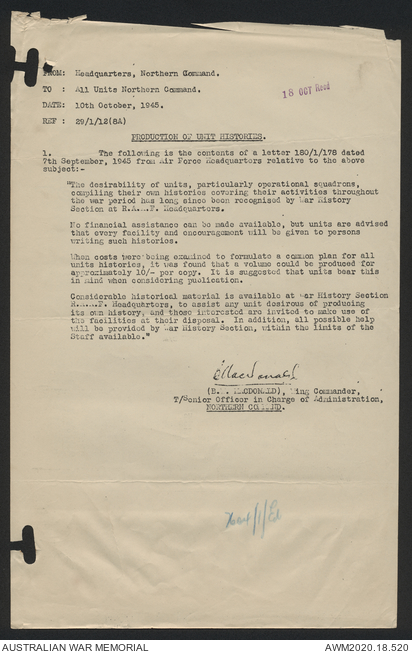 FROM: Headquarters, Northern Command.
TO : All Units Northern Command.
18 OCT Recd
DATE: 10th October, 1945.
REF : 29/1/12(8A)
PRODUCTION OF UNIT HISTORIES.
1. The following is the contents of a letter 180/1/178 dated
7th September, 1945 from Air Force Headquarters relative to the above
subject:-
"The desirability of units, particularly operational squadrons,
compiling their own histories covering their activities throughout
the war period has long since been recognised by War History
Section at R.A.A.F. Headquarters.
No financial assistance can be made available, but units are advised
that every facility and encouragement will be given to persons
writing such histories.
When costs were being examined to formulate a common plan for all
units histories, it was found that a volume could be produced for
approximately 10/- per copy. It is suggested that units bear this
in mind when considering publication.
Considerable historical material is available at War History Section
R.A.A.F. Headquarters, to assist any unit desirous of producing
its own history, and those interested are invited to make use of
the facilities at their disposal. In addition, all possible help
will be provided by War History Section, within the limits of the
Staff available."
MacDonald
MACDONALD), Wing Commander,
T/Senior Officer in Charge of Administration,
NORTHERN COMMAND.
AUSTRALIAN WAR MEMORIAL
AWM2020.18.520